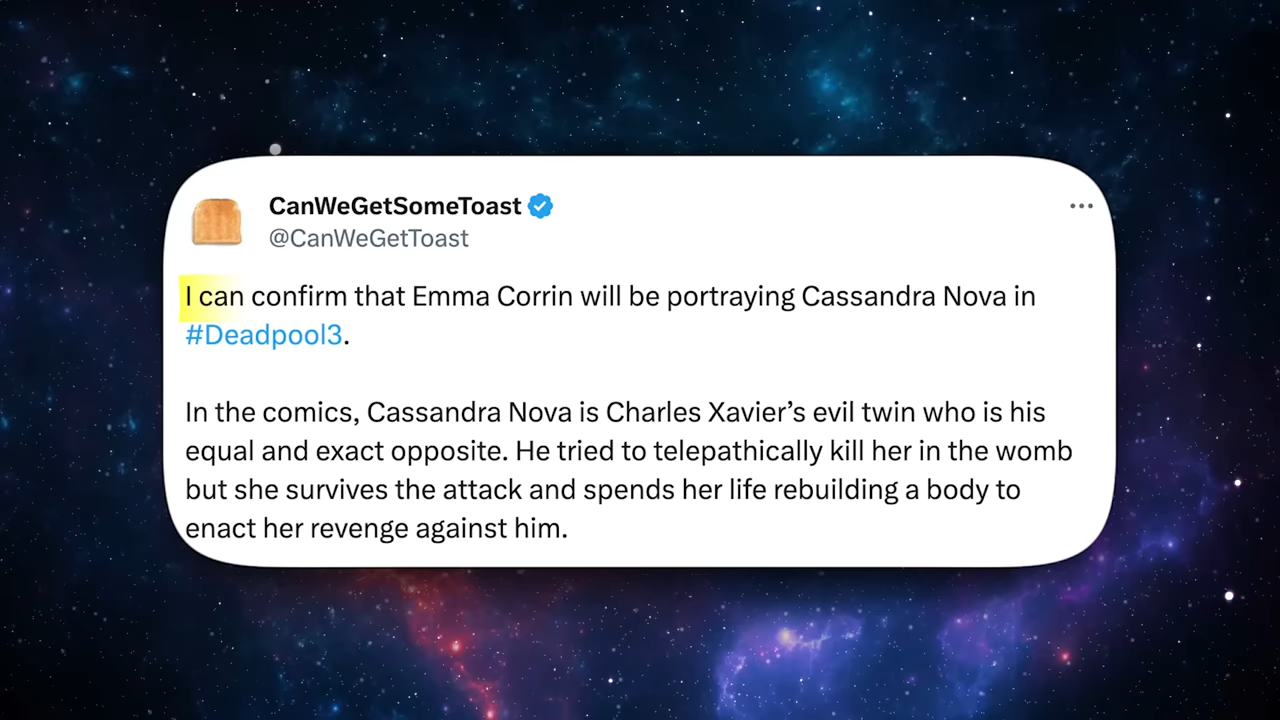 CanWeGetSomeToast
@CanWeGetToast
I can confirm that Emma Corrin will be portraying Cassandra Nova in
#Deadpool3.
In the comics, Cassandra Nova is Charles Xavier’s evil twin who is his
equal and exact opposite. He tried to telepathically kill her in the womb
but she survives the attack and spends her life rebuilding a body to
enact her revenge against him.